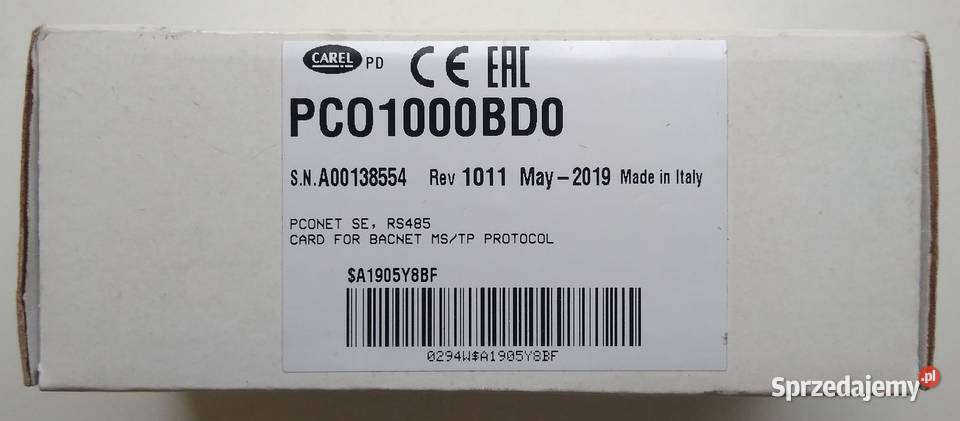 CAREL PD CE EAC
PCO1000BD0
S.N.A00138554 Rev 1011 May-2019 Made in Italy
PCONET SE, RS485
CARD FOR BACNET MS/TP PROTOCOL
$A1905Y8BF
0294W$A1905Y8BF
Sprzedajemy.pl